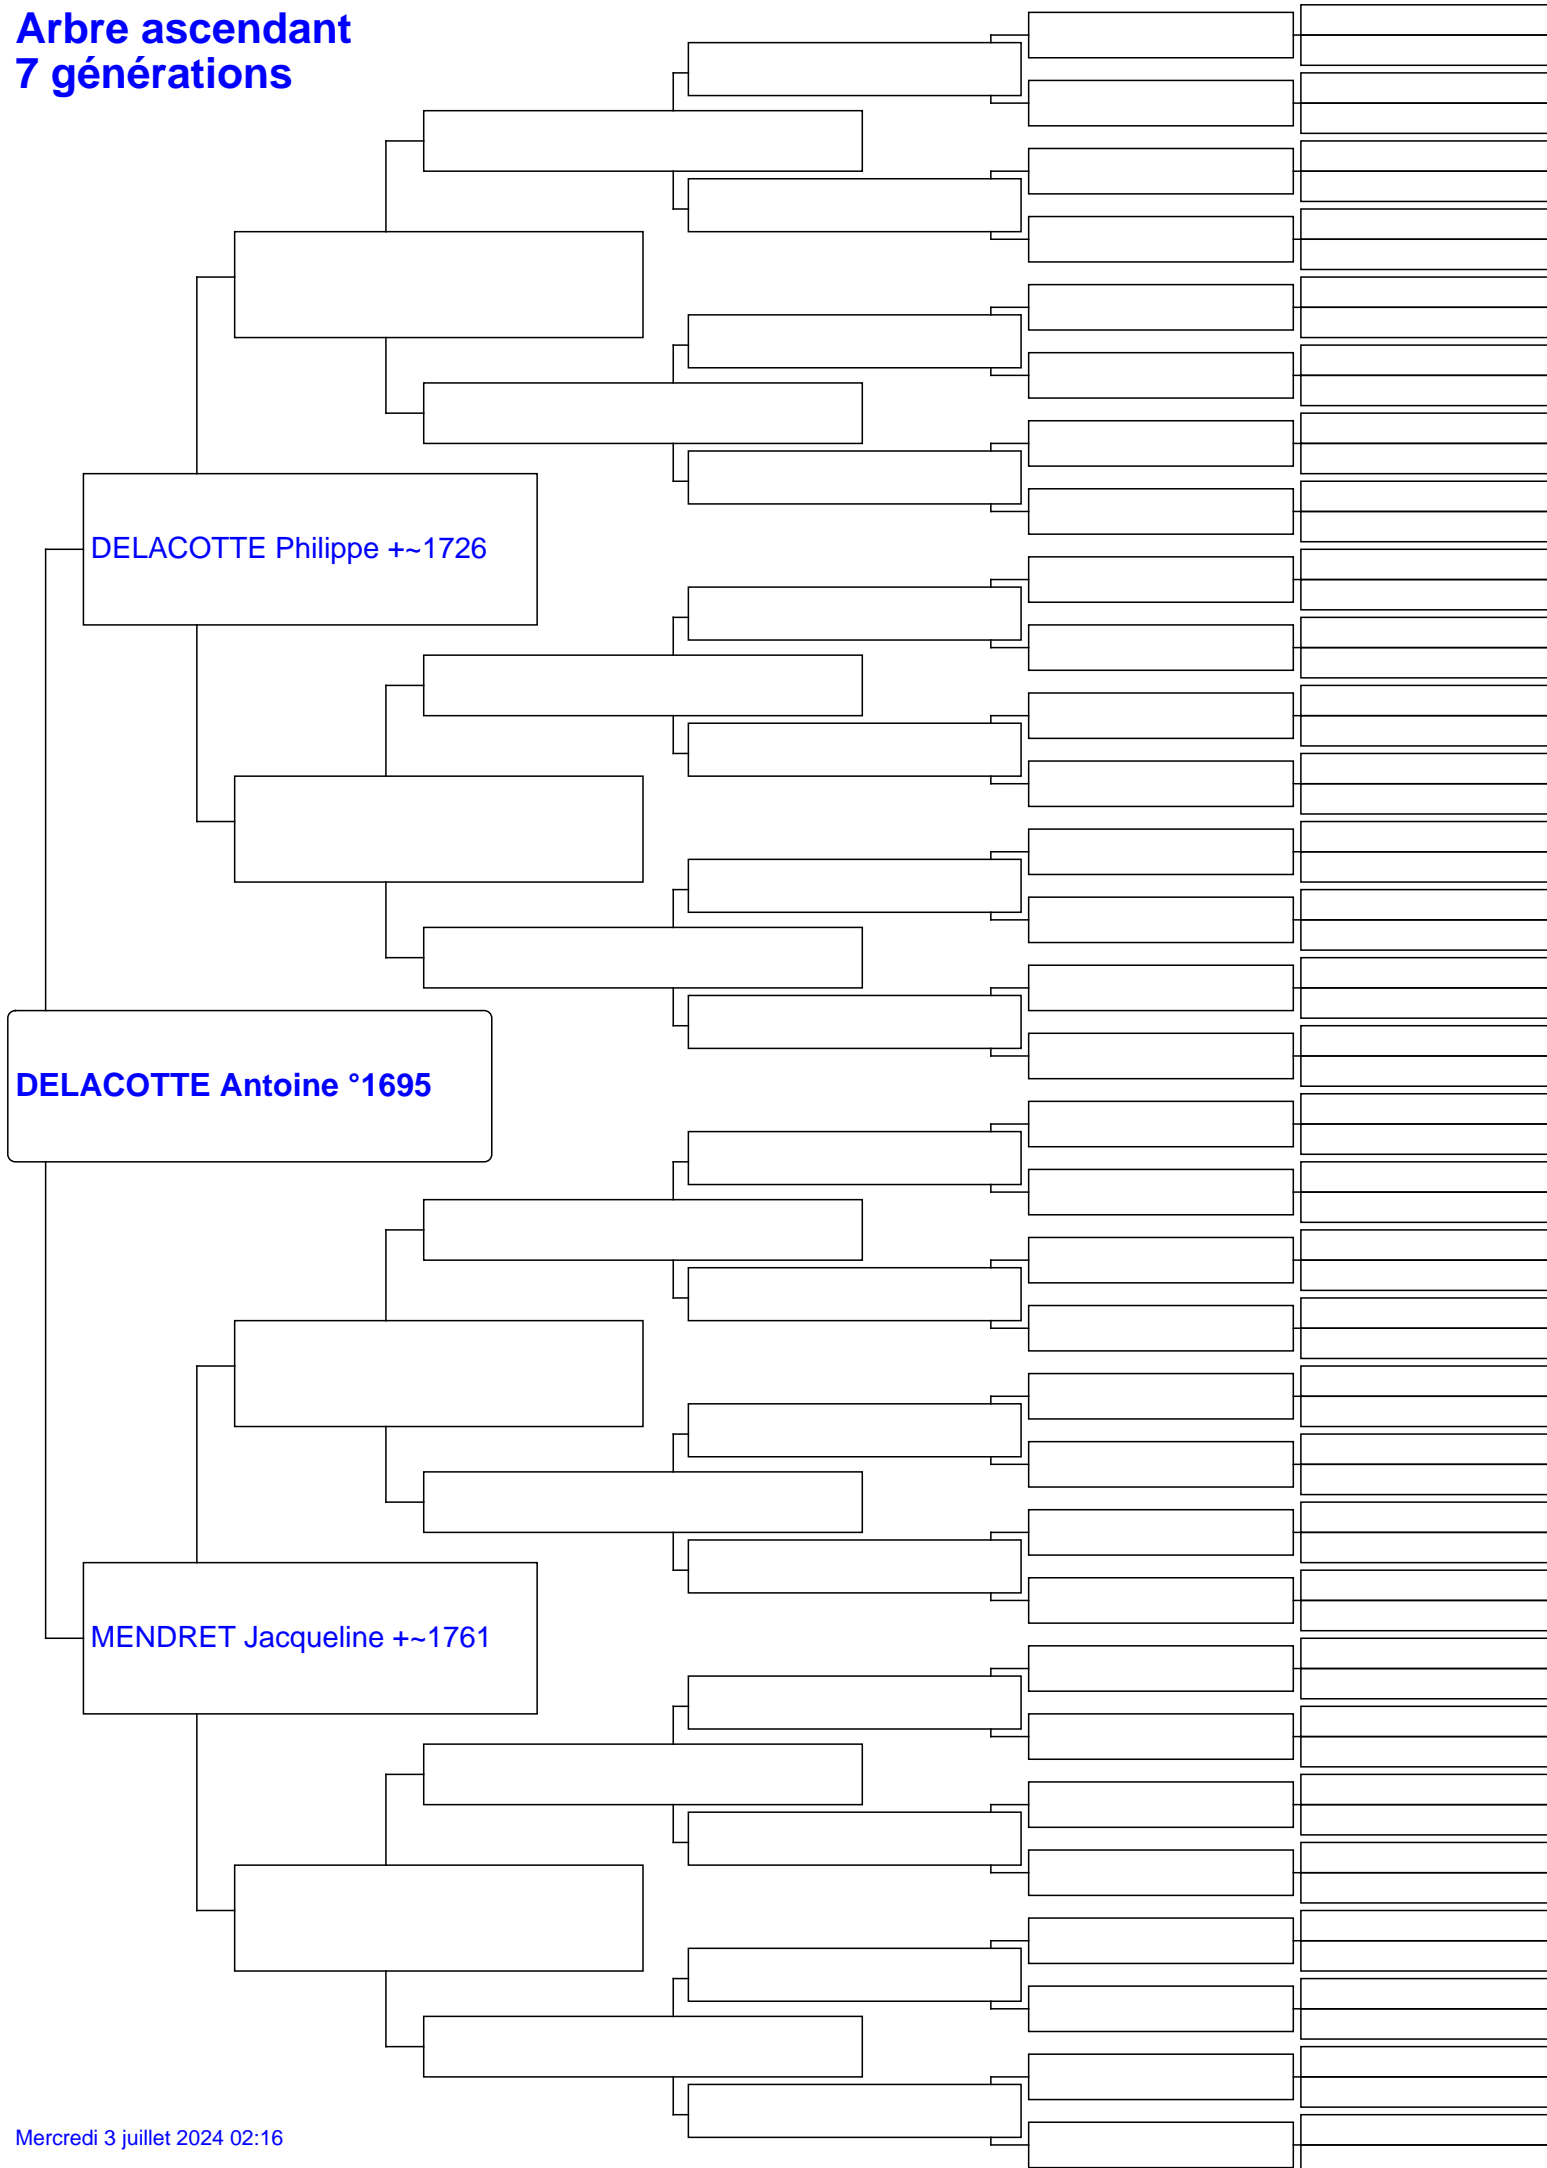 Arbre ascendant
7 générations
DELACOTTE Philippe +~1726
DELACOTTE Antoine °1695
MENDRET Jacqueline +~1761
Mercredi 3 juillet 2024 02:16